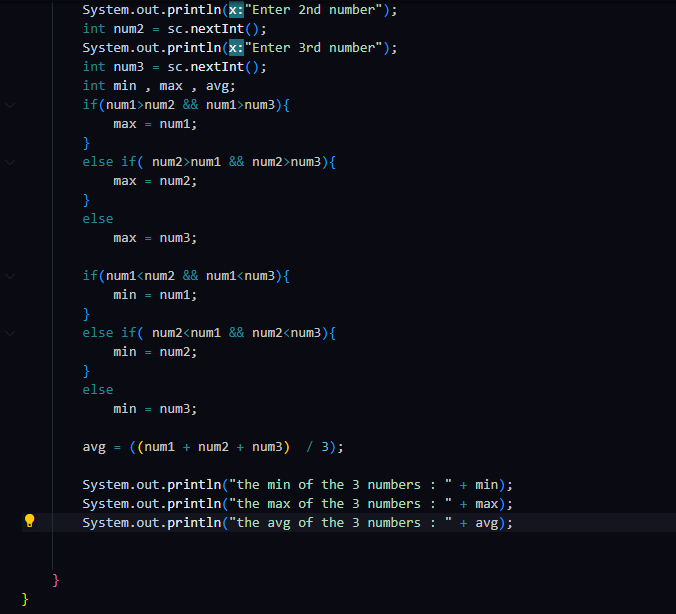 System.out.println(x:"Enter 2nd number");
int num2 = sc.nextInt();
System.out.println(x:"Enter 3rd number");
int num3 = sc.nextInt();
int min , max , avg;
if(num1>num2 && num1>num3){
max = num1;
}
else if( num2>num1 && num2>num3){
max = num2;
}
else
max = num3;
if(num1<num2 && num1<num3){
min = num1;
}
else if( num2<num1 && num2<num3){
min = num2;
}
else
min = num3;
avg = ((num1 + num2 + num3)  / 3);
System.out.println("the min of the 3 numbers : " + min);
System.out.println("the max of the 3 numbers : " + max);
System.out.println("the avg of the 3 numbers : " + avg);
}
}